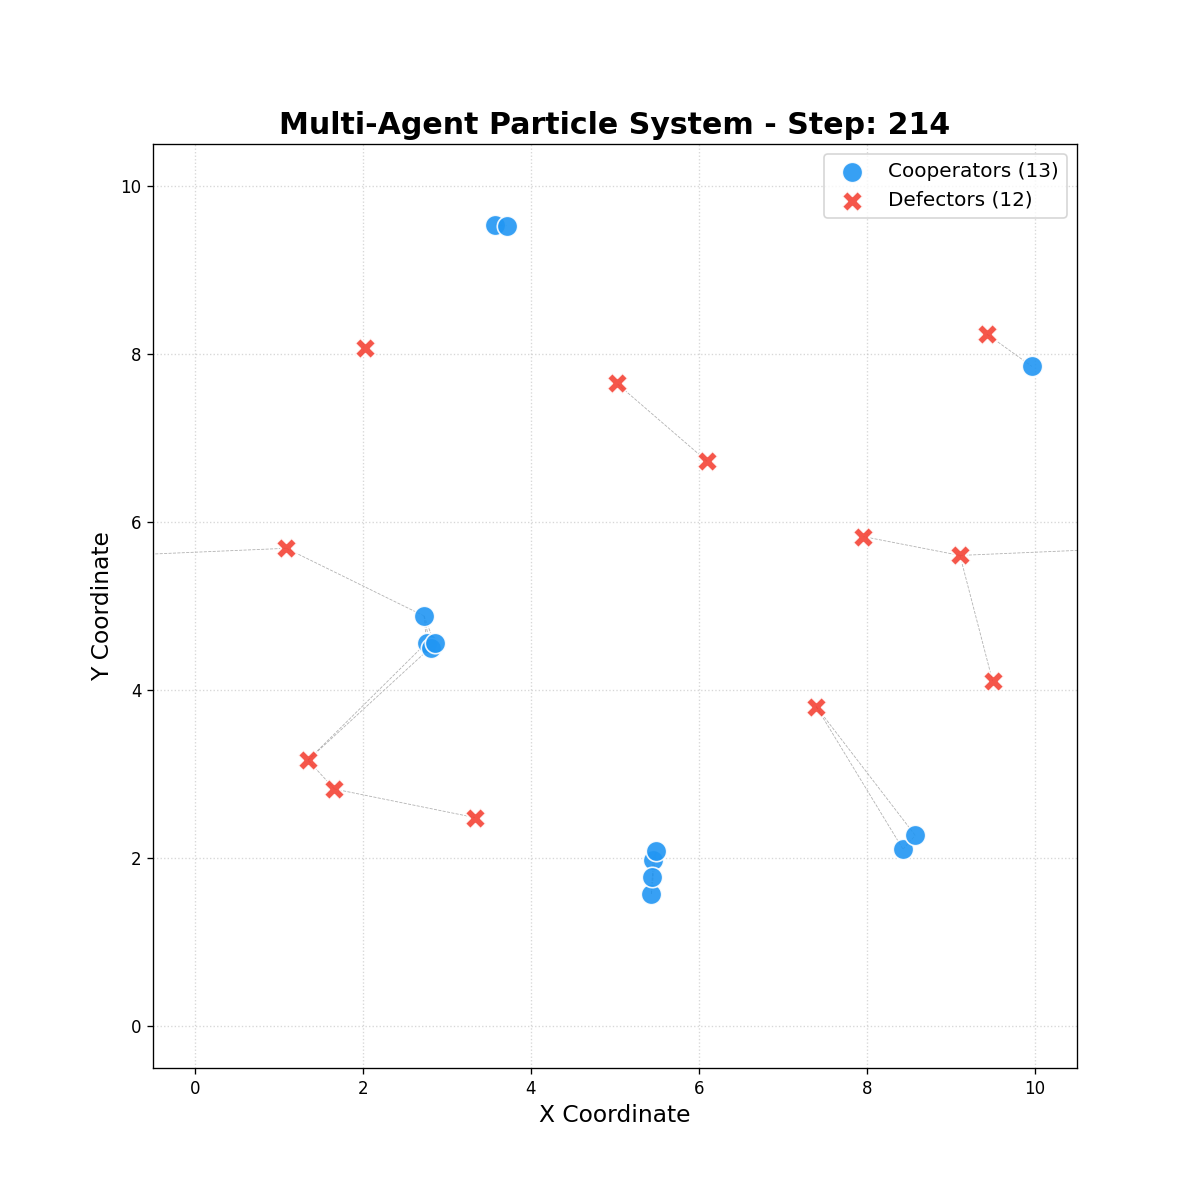 Multi-Agent Particle System - Step: 214
Cooperators (13)
Defectors (12)
10
8
6
4
2
0
Y Coordinate
0 2 4 6 8 10
X Coordinate